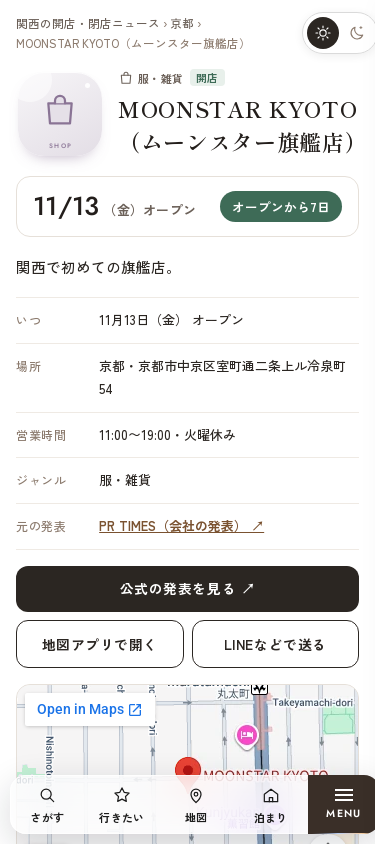 関西の開店・閉店ニュース › 京都 ›
MOONSTAR KYOTO（ムーンスター旗艦店）
SHOP
服・雑貨 開店
MOONSTAR KYOTO
（ムーンスター旗艦店）
11/13 （金）オープン オープンから7日
関西で初めての旗艦店。
いつ 11月13日（金） オープン
場所 京都・京都市中京区室町通二条上ル冷泉町
54
営業時間 11:00〜19:00・火曜休み
ジャンル 服・雑貨
元の発表 PR TIMES（会社の発表） ↗
公式の発表を見る ↗
地図アプリで開く LINEなどで送る
丸太町
Open in Maps
Takeyamachi-dori
MOONSTAR KYOTO
さがす 行きたい 地図 泊まり MENU